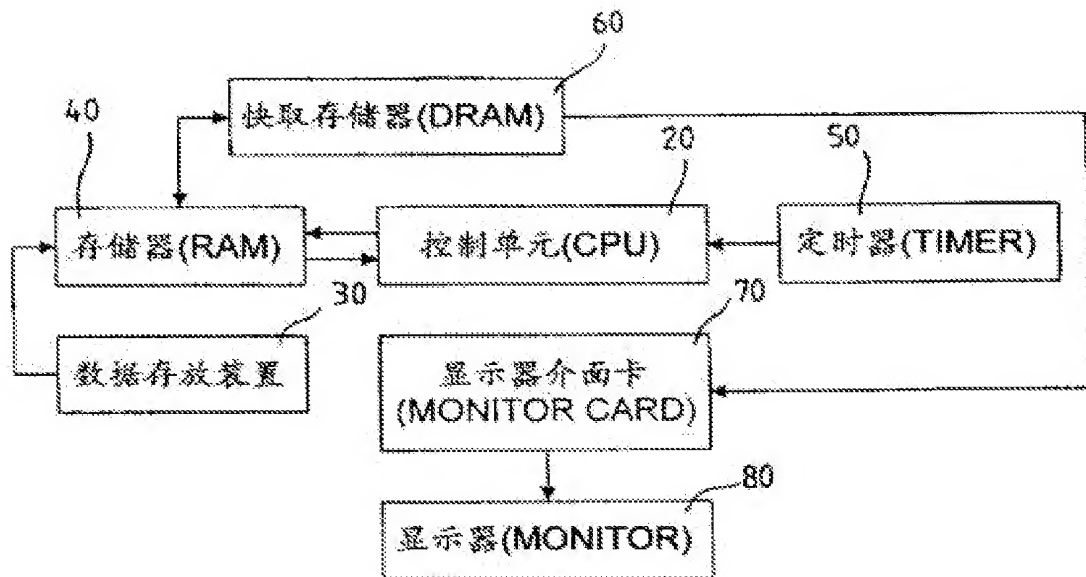 60
快取存储器(DRAM)
40
20
50
存储器(RAM)
控制单元(CPU)
定时器(TIMER)
30
70
数据存放装置
显示器介面卡
(MONITOR CARD)
80
显示器(MONITOR)